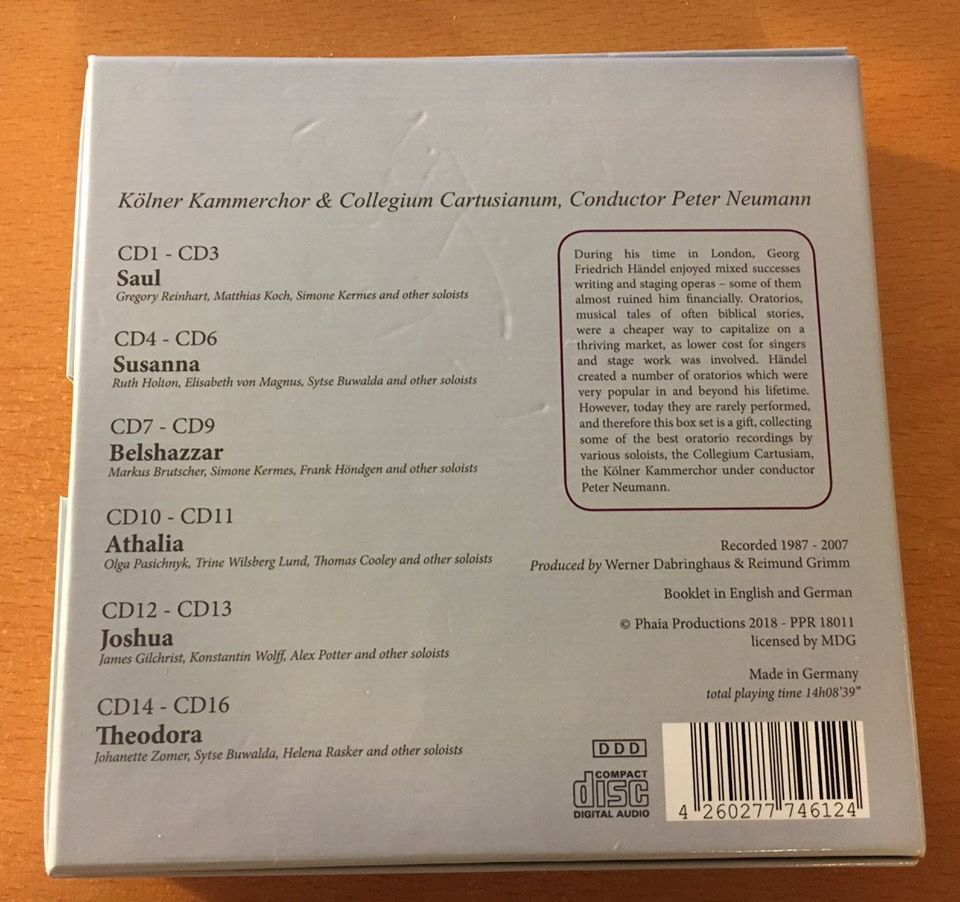 Kölner Kammerchor & Collegium Cartusianum, Conductor Peter Neumann
CD1 - CD3
Saul
Gregory Reinhart, Matthias Koch, Simone Kermes and other soloists
CD4 - CD6
Susanna
Ruth Holton, Elisabeth von Magnus, Sytse Buwalda and other soloists
CD7 - CD9
Belshazzar
Markus Brutscher, Simone Kermes, Frank Höndgen and other soloists
CD10 - CD11
Athalia
Olga Pasichnyk, Trine Wilsberg Lund, Thomas Cooley and other soloists
CD12 - CD13
Joshua
James Gilchrist, Konstantin Wolff, Alex Potter and other soloists
CD14 - CD16
Theodora
Johanette Zomer, Sytse Buwalda, Helena Rasker and other soloists
During his time in London, Georg
Friedrich Händel enjoyed mixed successes
writing and staging operas – some of them
almost ruined him financially. Oratorios,
musical tales of often biblical stories,
were a cheaper way to capitalize on a
thriving market, as lower cost for singers
and stage work was involved. Händel
created a number of oratorios which were
very popular in and beyond his lifetime.
However, today they are rarely performed,
and therefore this box set is a gift, collecting
some of the best oratorio recordings by
various soloists, the Collegium Cartusiam,
the Kölner Kammerchor under conductor
Peter Neumann.
Recorded 1987 - 2007
Produced by Werner Dabringhaus & Reimund Grimm
Booklet in English and German
© Phaia Productions 2018 - PPR 18011
licensed by MDG
Made in Germany
total playing time 14h08'39"
DDD
COMPACT
disc
DIGITAL AUDIO
4 260277 746124